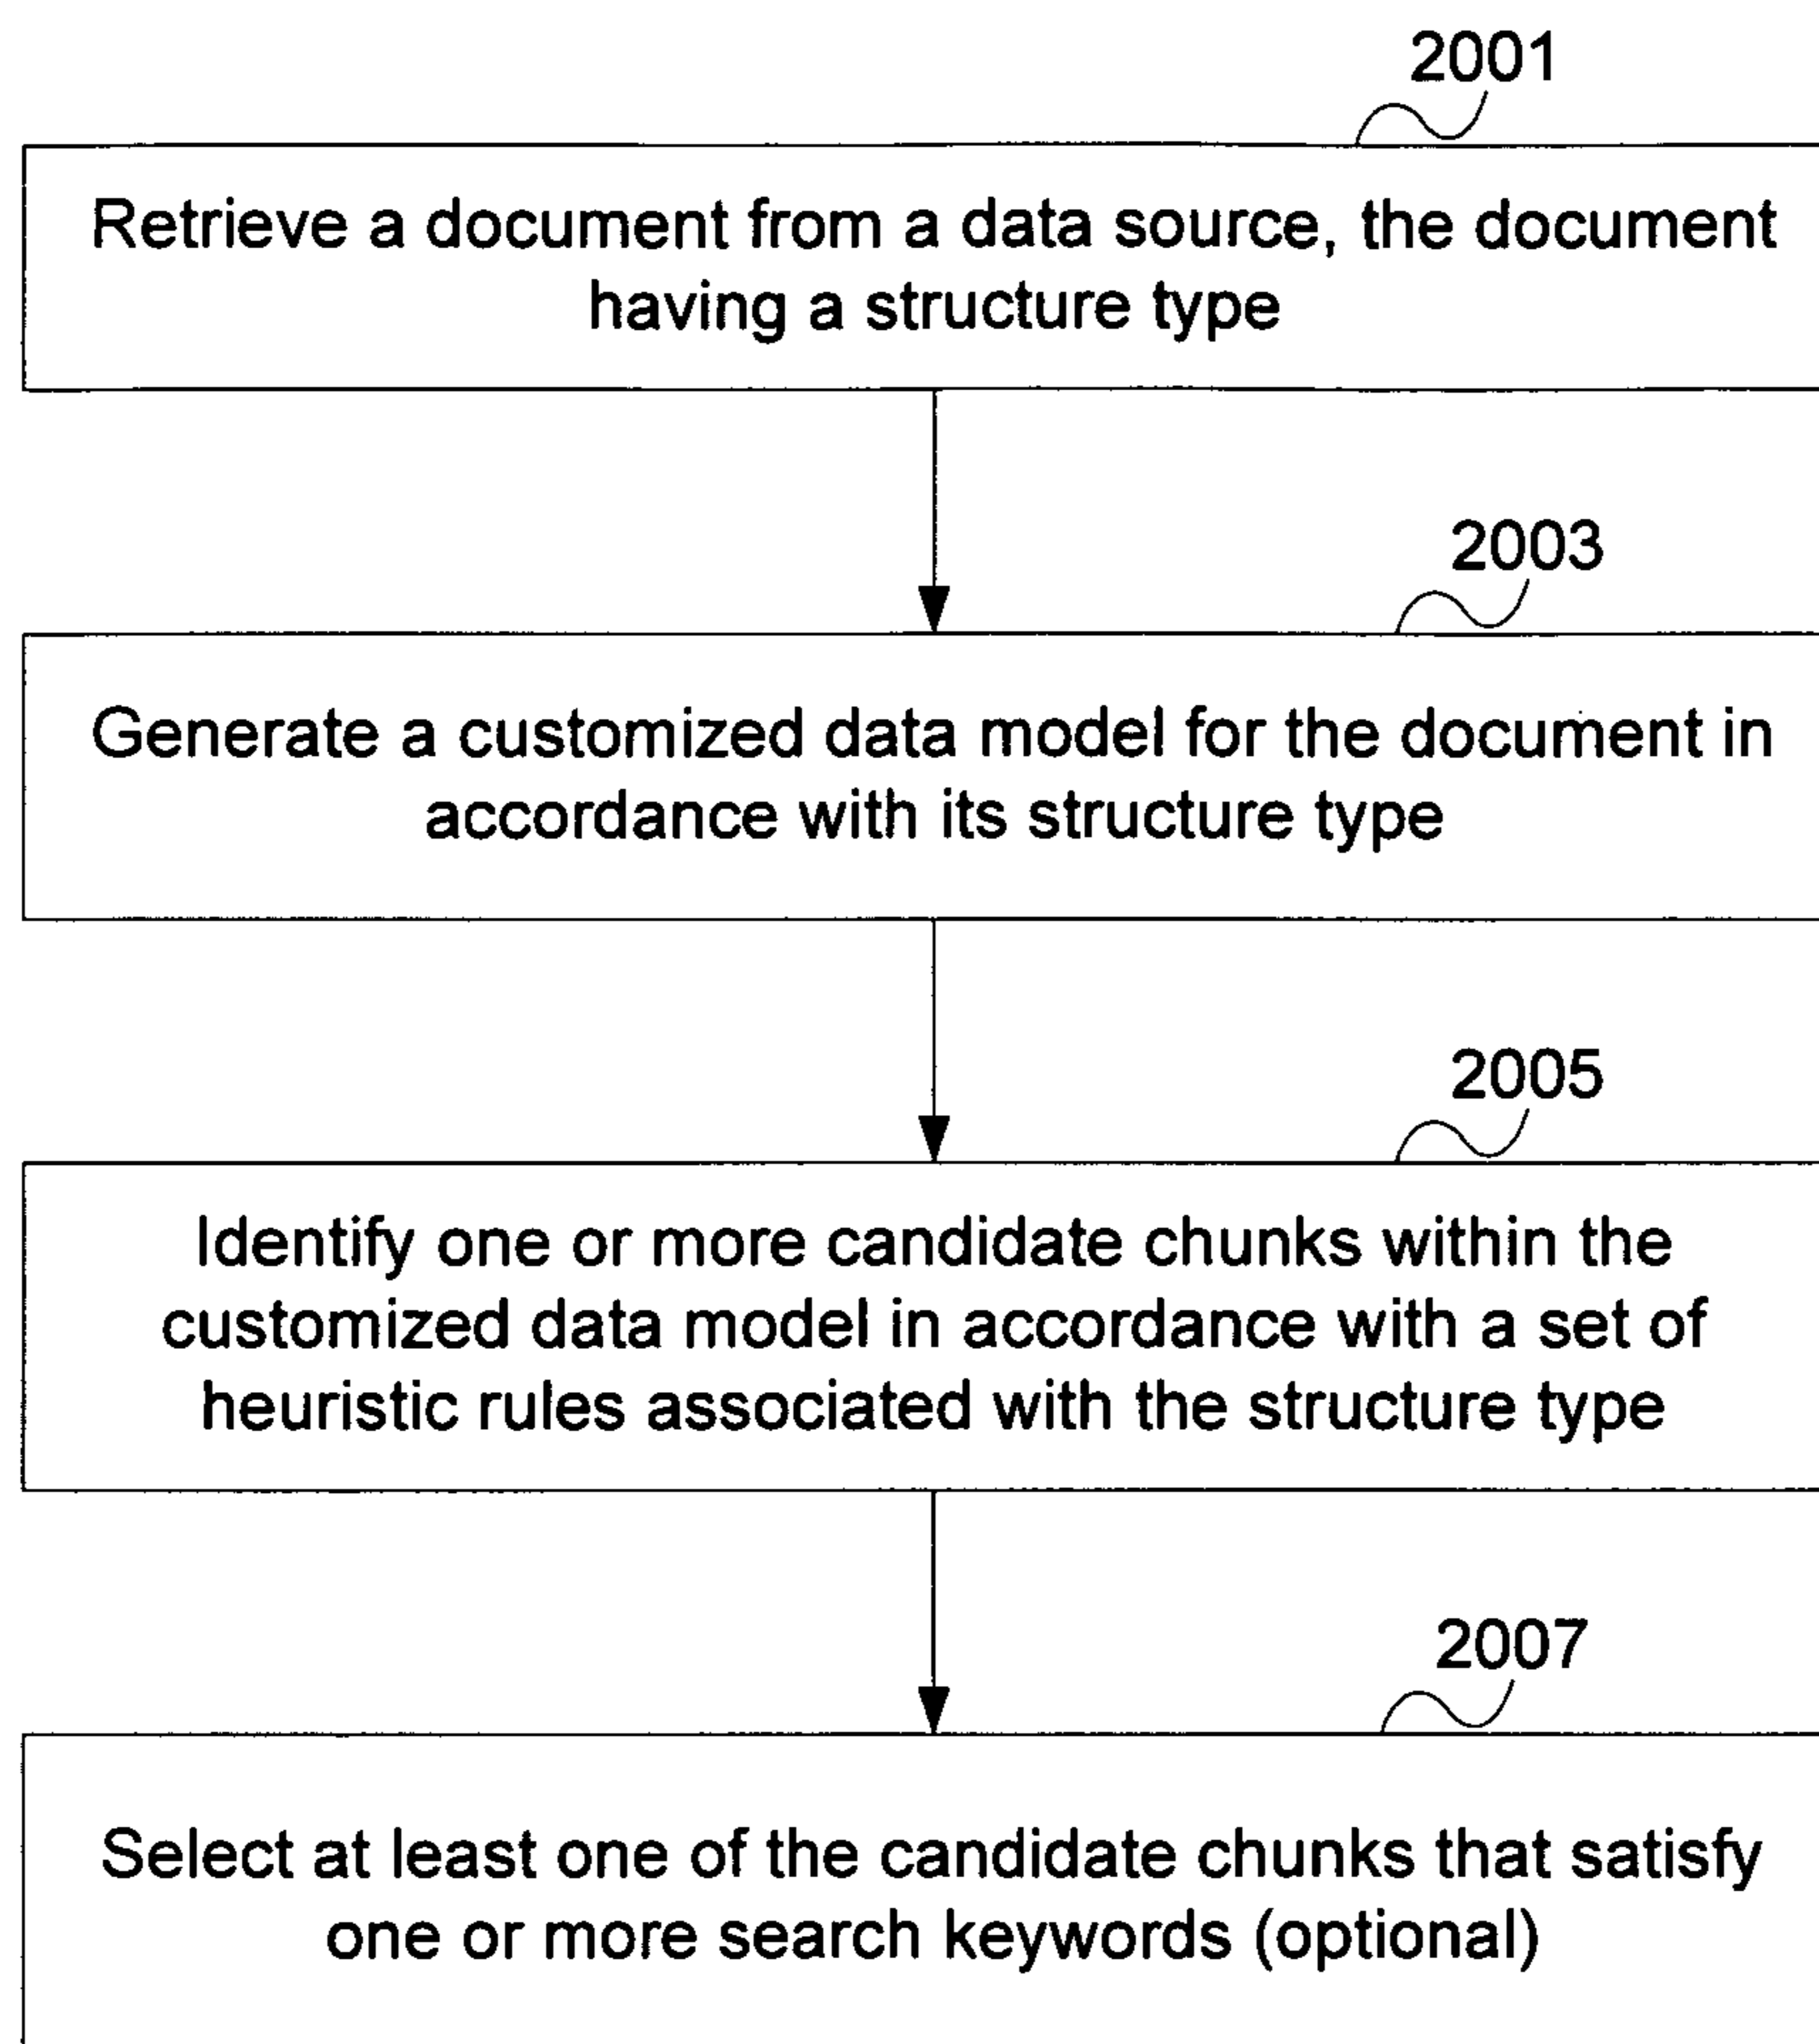 2001
Retrieve a document from a data source, the document
having a structure type
2003
Generate a customized data model for the document in
accordance with its structure type
2005
Identify one or more candidate chunks within the
customized data model in accordance with a set of
heuristic rules associated with the structure type
2007
Select at least one of the candidate chunks that satisfy
one or more search keywords (optional)